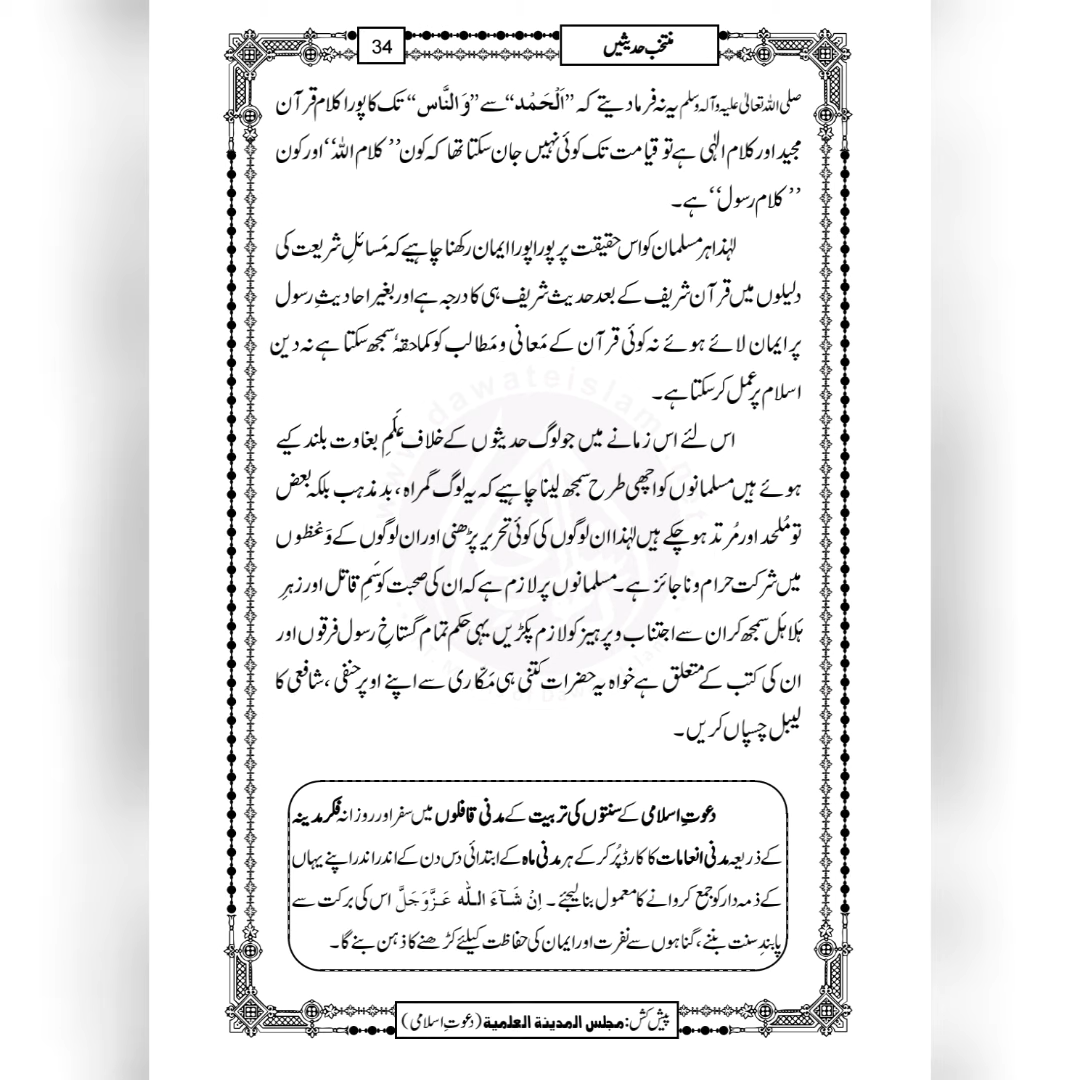 منتخب حدیثیں
34
صلی اللہ تعالیٰ علیہ وآلہ وسلم یہ نہ فرمادیتے کہ ’’اَلْحَمْد‘‘ سے ’’وَالنَّاس‘‘ تک کا پورا کلام قرآن
مجید اور کلام الٰہی ہے تو قیامت تک کوئی نہیں جان سکتا تھا کہ کون ’’کلام اللہ‘‘ اور کون
’’کلام رسول‘‘ ہے۔
لہٰذا ہر مسلمان کو اس حقیقت پر پورا پورا ایمان رکھنا چاہیے کہ مَسائلِ شریعت کی
دلیلوں میں قرآن شریف کے بعد حدیث شریف ہی کا درجہ ہے اور بغیر احادیثِ رسول
پر ایمان لائے ہوئے نہ کوئی قرآن کے مَعانی و مَطالب کو کماحقہٗ سمجھ سکتا ہے نہ دین
اسلام پر عمل کرسکتا ہے۔
اس لئے اس زمانے میں جو لوگ حدیثوں کے خلاف عَلَمِ بغاوت بلند کیے
ہوئے ہیں مسلمانوں کو اچھی طرح سمجھ لینا چاہیے کہ یہ لوگ گمراہ، بدمذہب بلکہ بعض
تو مُلحد اور مُرتد ہوچکے ہیں لہٰذا ان لوگوں کی کوئی تحریر پڑھنی اور ان لوگوں کے وَعْظوں
میں شرکت حرام و ناجائز ہے۔ مسلمانوں پر لازم ہے کہ ان کی صحبت کو سَمِ قاتل اور زہرِ
ہَلاہَل سمجھ کر ان سے اجتناب و پرہیز کو لازم پکڑیں یہی حکم تمام گستاخِ رسول فرقوں اور
ان کی کتب کے متعلق ہے خواہ یہ حضرات کتنی ہی مَکّاری سے اپنے اوپر حنفی، شافعی کا
لیبل چسپاں کریں۔
دعوتِ اسلامی کے سنتوں کی تربیت کے مدنی قافلوں میں سفر اور روزانہ فکر مدینہ
کے ذریعہ مدنی انعامات کا کارڈ پُر کر کے ہر مدنی ماہ کے ابتدائی دس دن کے اندر اندر اپنے یہاں
کے ذمہ دار کو جمع کروانے کا معمول بنالیجئے۔ اِنْ شَآءَ اللّٰہ عَزَّوَجَلَّ اس کی برکت سے
پابندِ سنت بننے، گناہوں سے نفرت اور ایمان کی حفاظت کیلئے کڑھنے کا ذہن بنے گا۔
پیش کش: مجلس المدینۃ العلمیۃ (دعوتِ اسلامی)